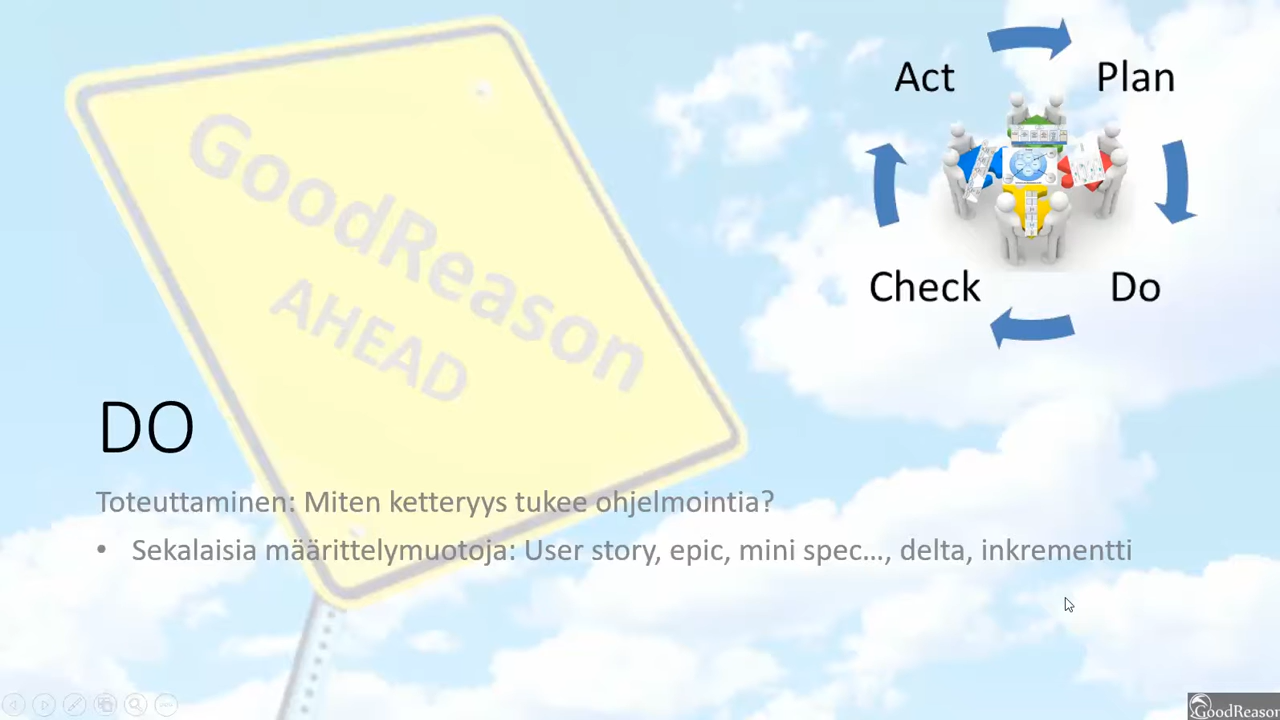 GoodReason
AHEAD
Act
Plan
Check
Do
DO
Toteuttaminen: Miten ketteryys tukee ohjelmointia?
• Sekalaisia määrittelymuotoja: User story, epic, mini spec…, delta, inkrementti
GoodReason